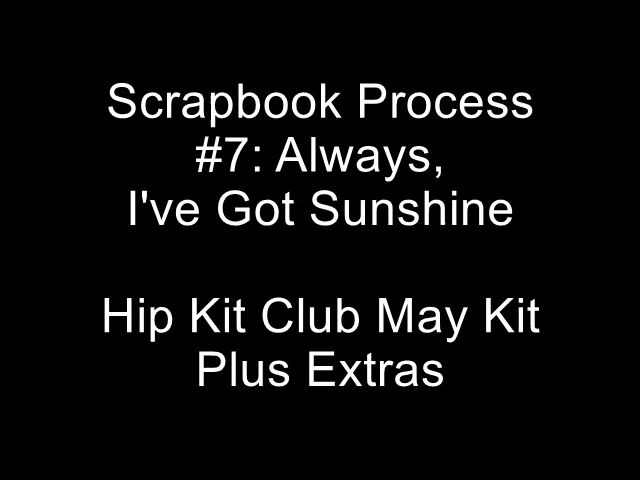 Scrapbook Process
#7: Always,
I've Got Sunshine
Hip Kit Club May Kit
Plus Extras